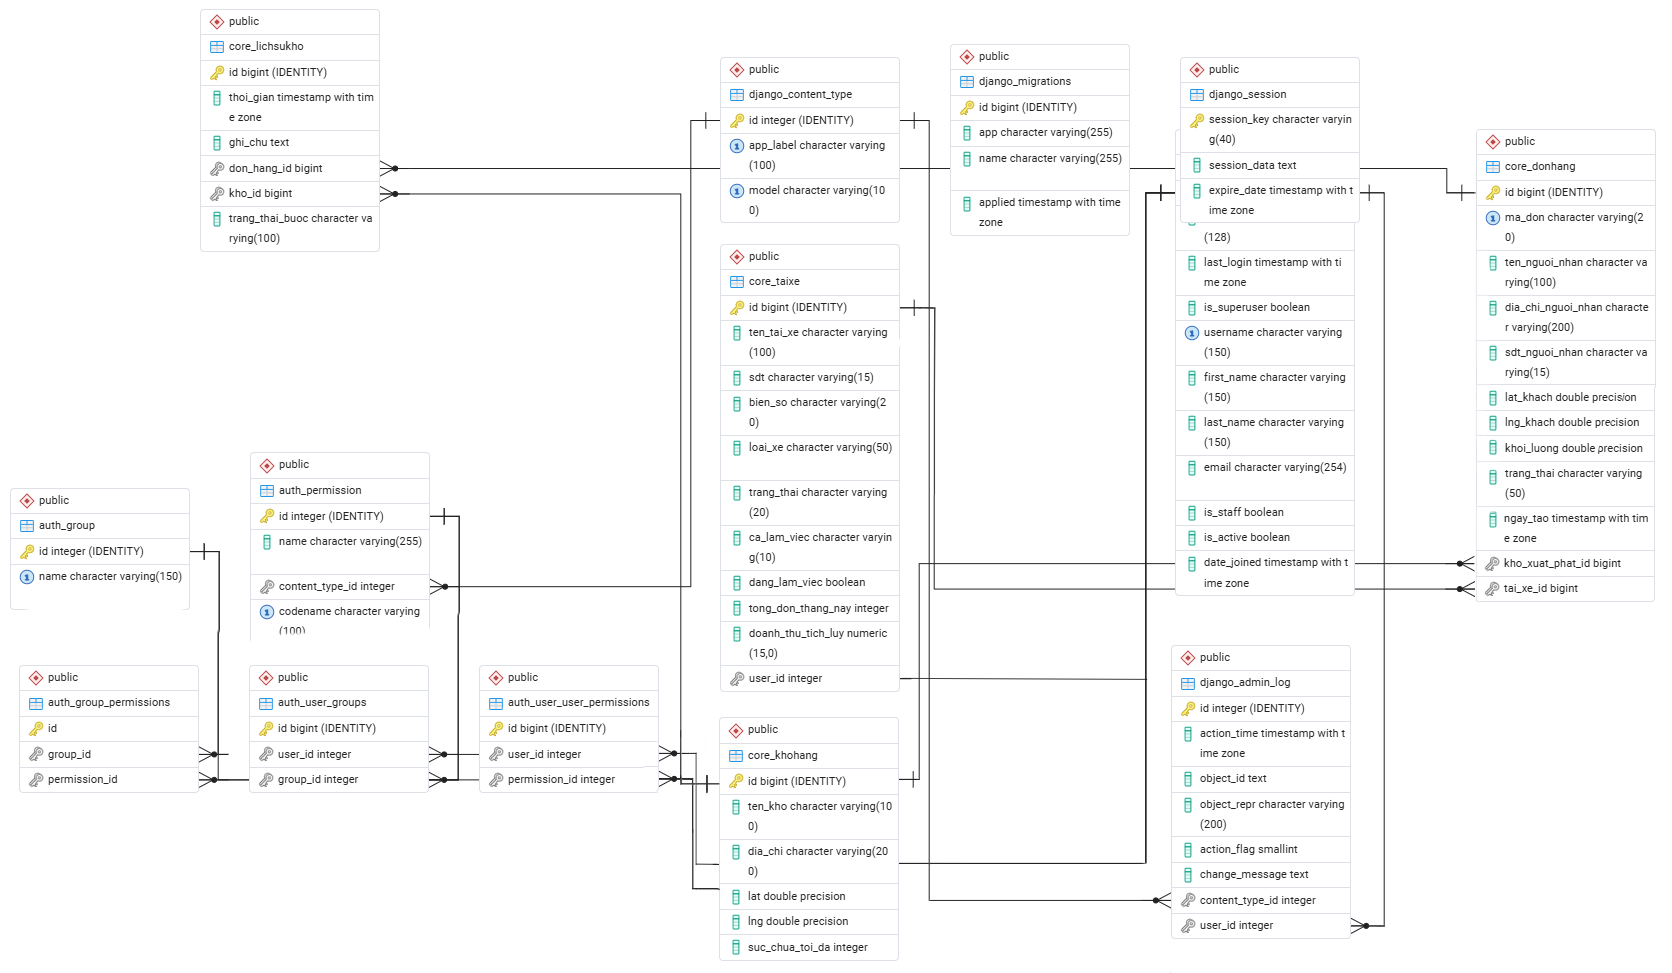 public
core_lichsukho
id bigint (IDENTITY)
thoi_gian timestamp with tim
e zone
ghi_chu text
don_hang_id bigint
kho_id bigint
trang_thai_buoc character va
rying(100)
public
django_content_type
id integer (IDENTITY)
app_label character varying
(100)
model character varying(10
0)
public
django_migrations
id bigint (IDENTITY)
app character varying(255)
name character varying(255)
applied timestamp with time
zone
public
django_session
session_key character varyin
g(40)
session_data text
expire_date timestamp with t
ime zone
(128)
last_login timestamp with ti
me zone
is_superuser boolean
username character varying
(150)
first_name character varying
(150)
last_name character varying
(150)
email character varying(254)
is_staff boolean
is_active boolean
date_joined timestamp with t
ime zone
public
core_donhang
id bigint (IDENTITY)
ma_don character varying(2
0)
ten_nguoi_nhan character va
rying(100)
dia_chi_nguoi_nhan characte
r varying(200)
sdt_nguoi_nhan character va
rying(15)
lat_khach double precision
lng_khach double precision
khoi_luong double precision
trang_thai character varying
(50)
ngay_tao timestamp with tim
e zone
kho_xuat_phat_id bigint
tai_xe_id bigint
public
core_taixe
id bigint (IDENTITY)
ten_tai_xe character varying
(100)
sdt character varying(15)
bien_so character varying(2
0)
loai_xe character varying(50)
trang_thai character varying
(20)
ca_lam_viec character varyin
g(10)
dang_lam_viec boolean
tong_don_thang_nay integer
doanh_thu_tich_luy numeric
(15,0)
user_id integer
public
auth_group
id integer (IDENTITY)
name character varying(150)
public
auth_permission
id integer (IDENTITY)
name character varying(255)
content_type_id integer
codename character varying
(100)
public
auth_group_permissions
id
group_id
permission_id
public
auth_user_groups
id bigint (IDENTITY)
user_id integer
group_id integer
public
auth_user_user_permissions
id bigint (IDENTITY)
user_id integer
permission_id integer
public
core_khohang
id bigint (IDENTITY)
ten_kho character varying(10
0)
dia_chi character varying(20
0)
lat double precision
lng double precision
suc_chua_toi_da integer
public
django_admin_log
id integer (IDENTITY)
action_time timestamp with t
ime zone
object_id text
object_repr character varying
(200)
action_flag smallint
change_message text
content_type_id integer
user_id integer